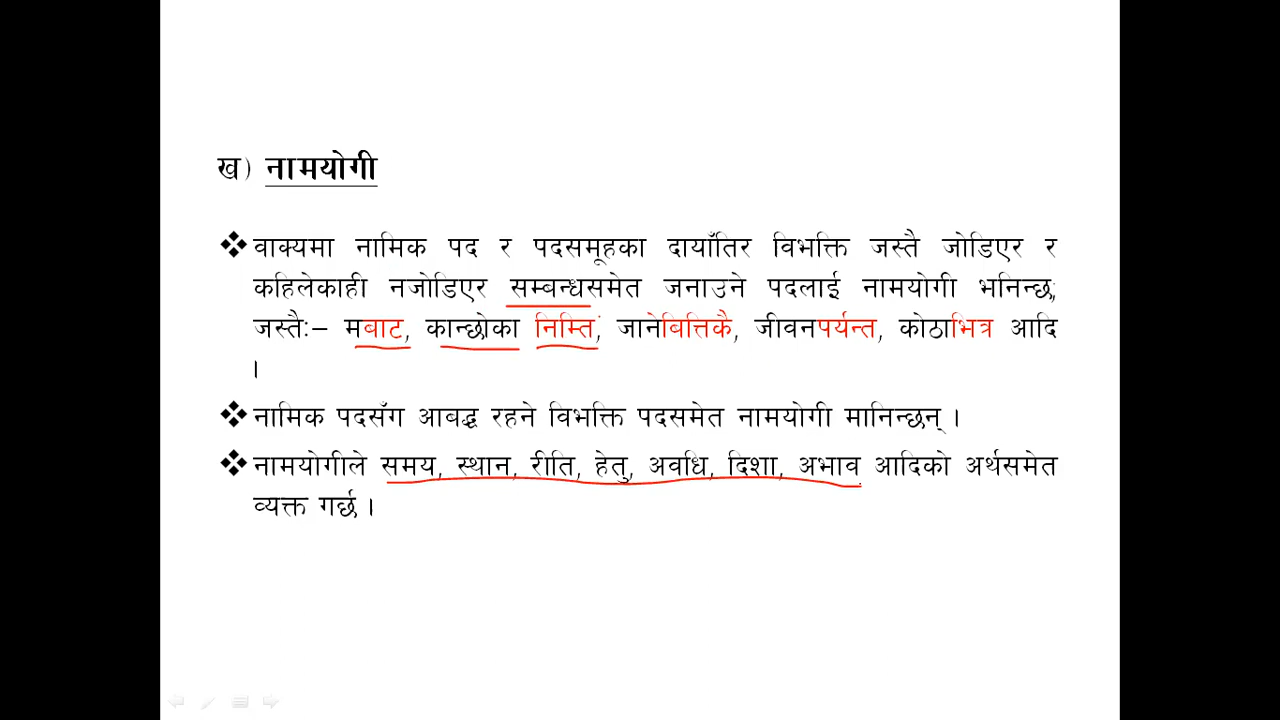 ख) नामयोगी
❖ वाक्यमा नामिक पद र पदसमूहका दायाँतिर विभक्ति जस्तै जोडिएर र
कहिलेकाही नजोडिएर सम्बन्धसमेत जनाउने पदलाई नामयोगी भनिन्छ;
जस्तैः– मबाट, कान्छोका निम्ति, जानेबित्तिकै, जीवनपर्यन्त, कोठाभित्र आदि
।
❖ नामिक पदसँग आबद्ध रहने विभक्ति पदसमेत नामयोगी मानिन्छन् ।
❖ नामयोगीले समय, स्थान, रीति, हेतु, अवधि, दिशा, अभाव आदिको अर्थसमेत
व्यक्त गर्छ ।